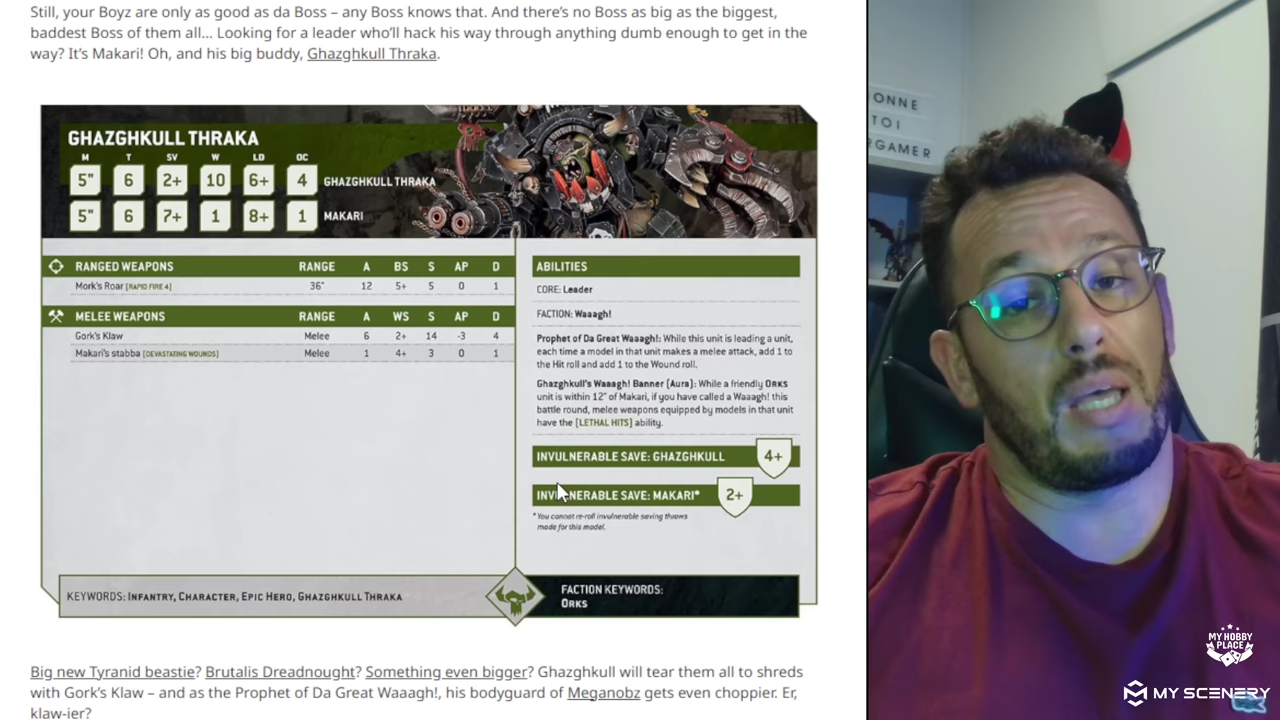 Still, your Boyz are only as good as da Boss – any Boss knows that. And there's no Boss as big as the biggest,
baddest Boss of them all... Looking for a leader who'll hack his way through anything dumb enough to get in the
way? It's Makari! Oh, and his big buddy, Ghazghkull Thraka.
GHAZGHKULL THRAKA
M T SV W LD OC
5" 6 2+ 10 6+ 4 GHAZGHKULL THRAKA
5" 6 7+ 1 8+ 1 MAKARI
RANGED WEAPONS RANGE A BS S AP D
Mork's Roar [RAPID FIRE 4] 36" 12 5+ 5 0 1
MELEE WEAPONS RANGE A WS S AP D
Gork's Klaw Melee 6 2+ 14 -3 4
Makari's stabba [DEVASTATING WOUNDS] Melee 1 4+ 3 0 1
ABILITIES
CORE: Leader
FACTION: Waaagh!
Prophet of Da Great Waaagh!: While this unit is leading a unit,
each time a model in that unit makes a melee attack, add 1 to
the Hit roll and add 1 to the Wound roll.
Ghazghkull's Waaagh! Banner (Aura): While a friendly ORKS
unit is within 12" of Makari, if you have called a Waaagh! this
battle round, melee weapons equipped by models in that unit
have the [LETHAL HITS] ability.
INVULNERABLE SAVE: GHAZGHKULL 4+
INVULNERABLE SAVE: MAKARI* 2+
* You cannot re-roll invulnerable saving throws
made for this model.
KEYWORDS: INFANTRY, CHARACTER, EPIC HERO, GHAZGHKULL THRAKA
FACTION KEYWORDS:
ORKS
Big new Tyranid beastie? Brutalis Dreadnought? Something even bigger? Ghazghkull will tear them all to shreds
with Gork's Klaw – and as the Prophet of Da Great Waaagh!, his bodyguard of Meganobz gets even choppier. Er,
klaw-ier?
ONNE
TOI
RGAMER
MY HOBBY
PLACE
MY SCENERY